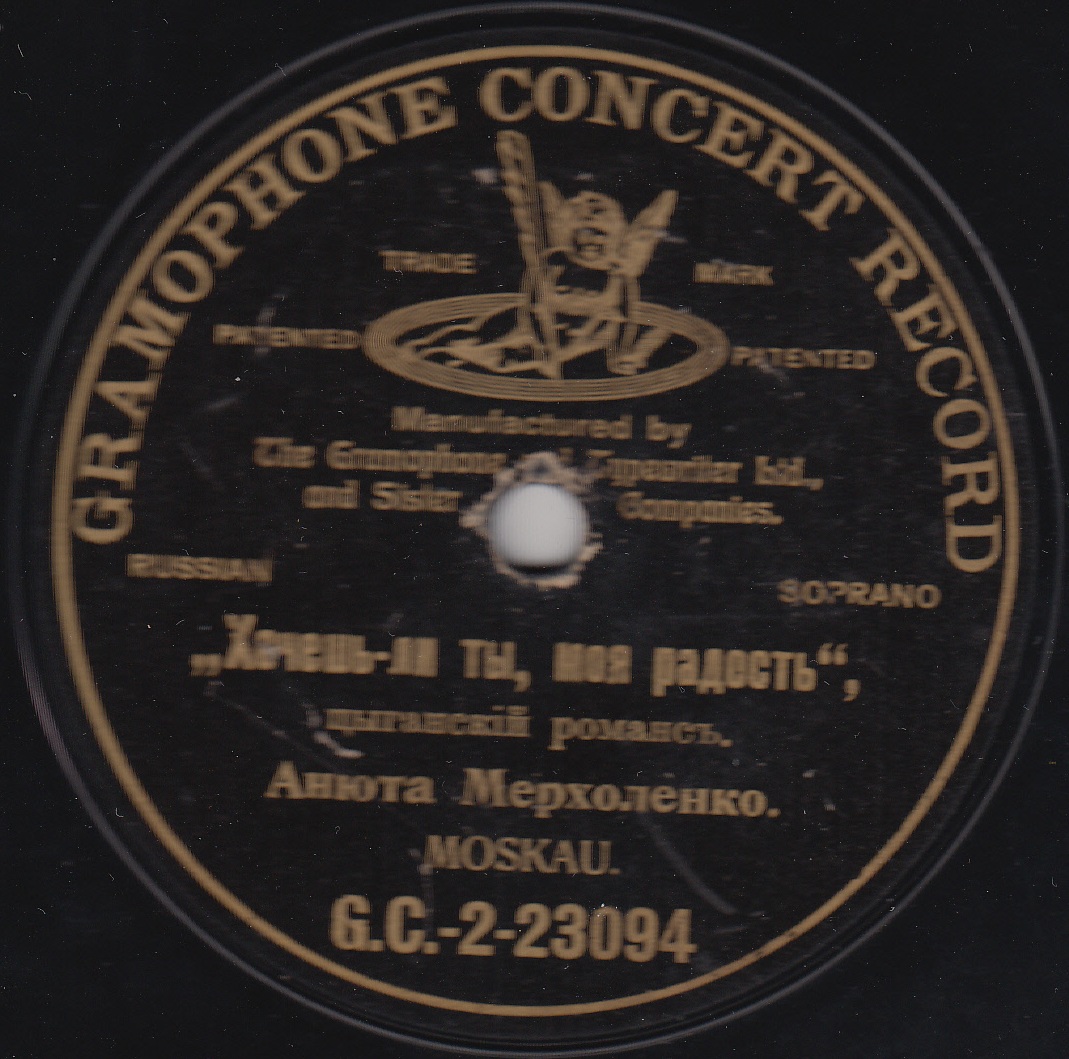 GRAMOPHONE CONCERT RECORD
TRADE MARK
PATENTED PATENTED
Manufactured by
The Gramophone Typewriter Ltd.,
and Sister Companies.
RUSSIAN SOPRANO
„Хочешь-ли ты, моя радость“,
цыганскій романсъ.
Анюта Мерхоленко.
MOSKAU.
G.C.-2-23094